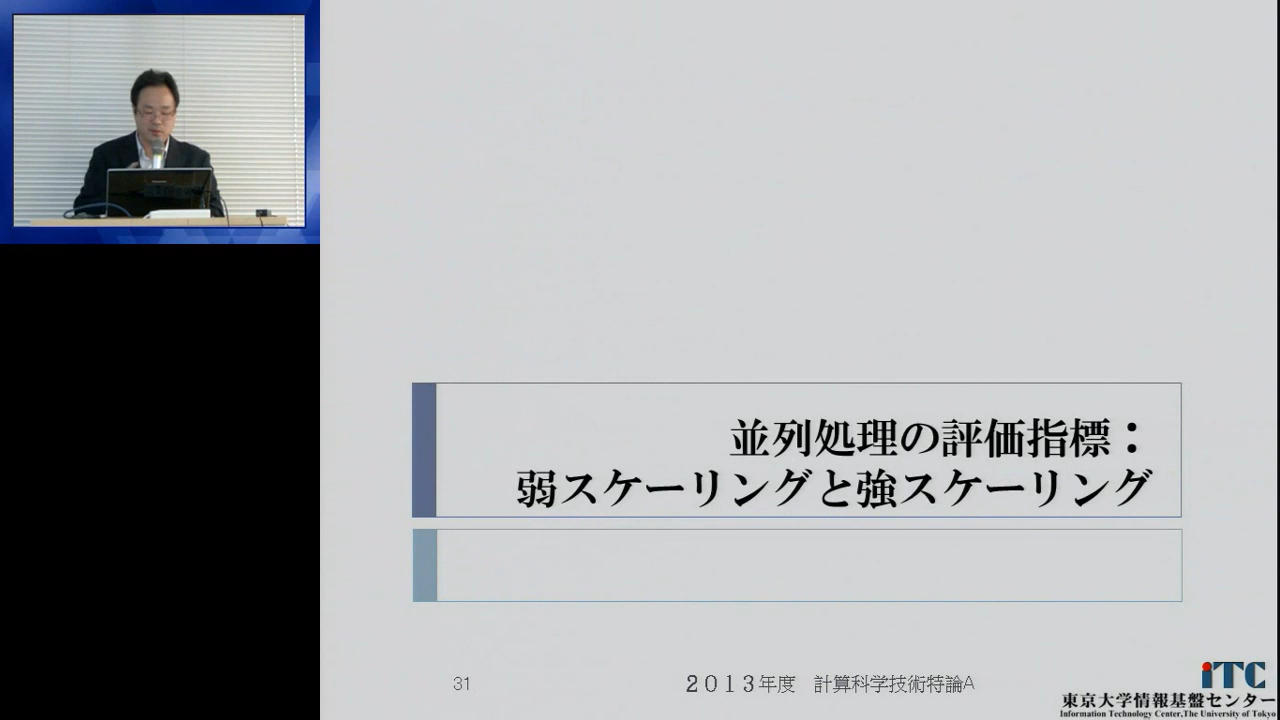 並列処理の評価指標：
弱スケーリングと強スケーリング
31
２０１３年度　計算科学技術特論A
iTC
東京大学情報基盤センター
Information Technology Center,The University of Tokyo